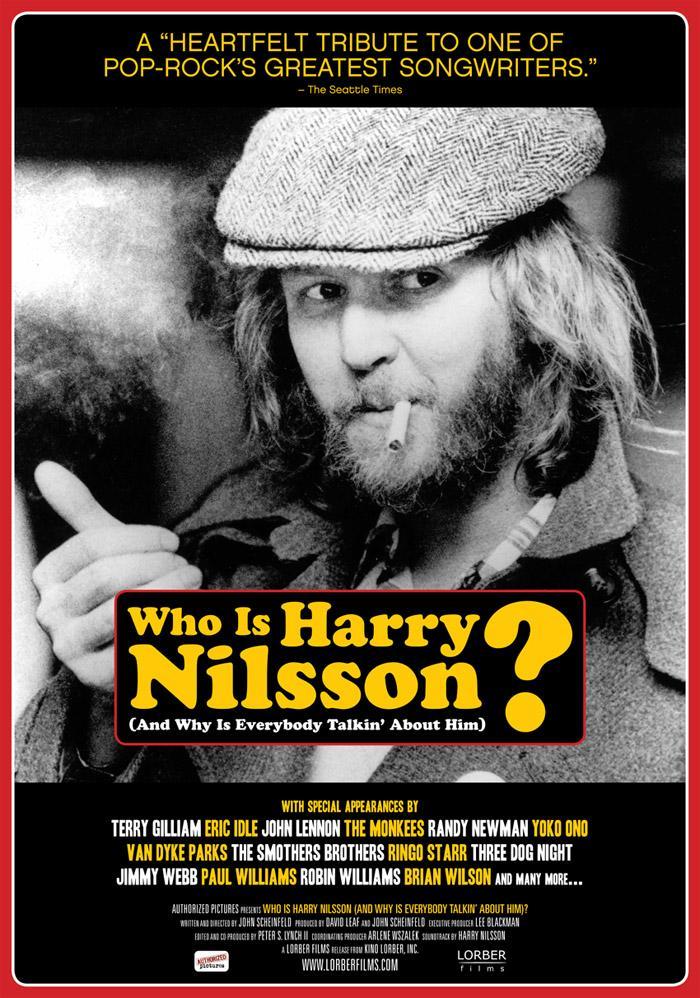 A “HEARTFELT TRIBUTE TO ONE OF
POP-ROCK’S GREATEST SONGWRITERS.”
– The Seattle Times
Who Is Harry
Nilsson?
(And Why Is Everybody Talkin’ About Him)
WITH SPECIAL APPEARANCES BY
TERRY GILLIAM ERIC IDLE JOHN LENNON THE MONKEES RANDY NEWMAN YOKO ONO
VAN DYKE PARKS THE SMOTHERS BROTHERS RINGO STARR THREE DOG NIGHT
JIMMY WEBB PAUL WILLIAMS ROBIN WILLIAMS BRIAN WILSON AND MANY MORE...
AUTHORIZED PICTURES PRESENTS WHO IS HARRY NILSSON (AND WHY IS EVERYBODY TALKIN’ ABOUT HIM)?
WRITTEN AND DIRECTED BY JOHN SCHEINFELD PRODUCED BY DAVID LEAF AND JOHN SCHEINFELD EXECUTIVE PRODUCER LEE BLACKMAN
EDITED AND CO PRODUCED BY PETER S. LYNCH II COORDINATING PRODUCER ARLENE WSZALEK SOUNDTRACK BY HARRY NILSSON
A LORBER FILMS RELEASE FROM KINO LORBER, INC.
AUTHORIZED
pictures
WWW.LORBERFILMS.COM
LORBER
films